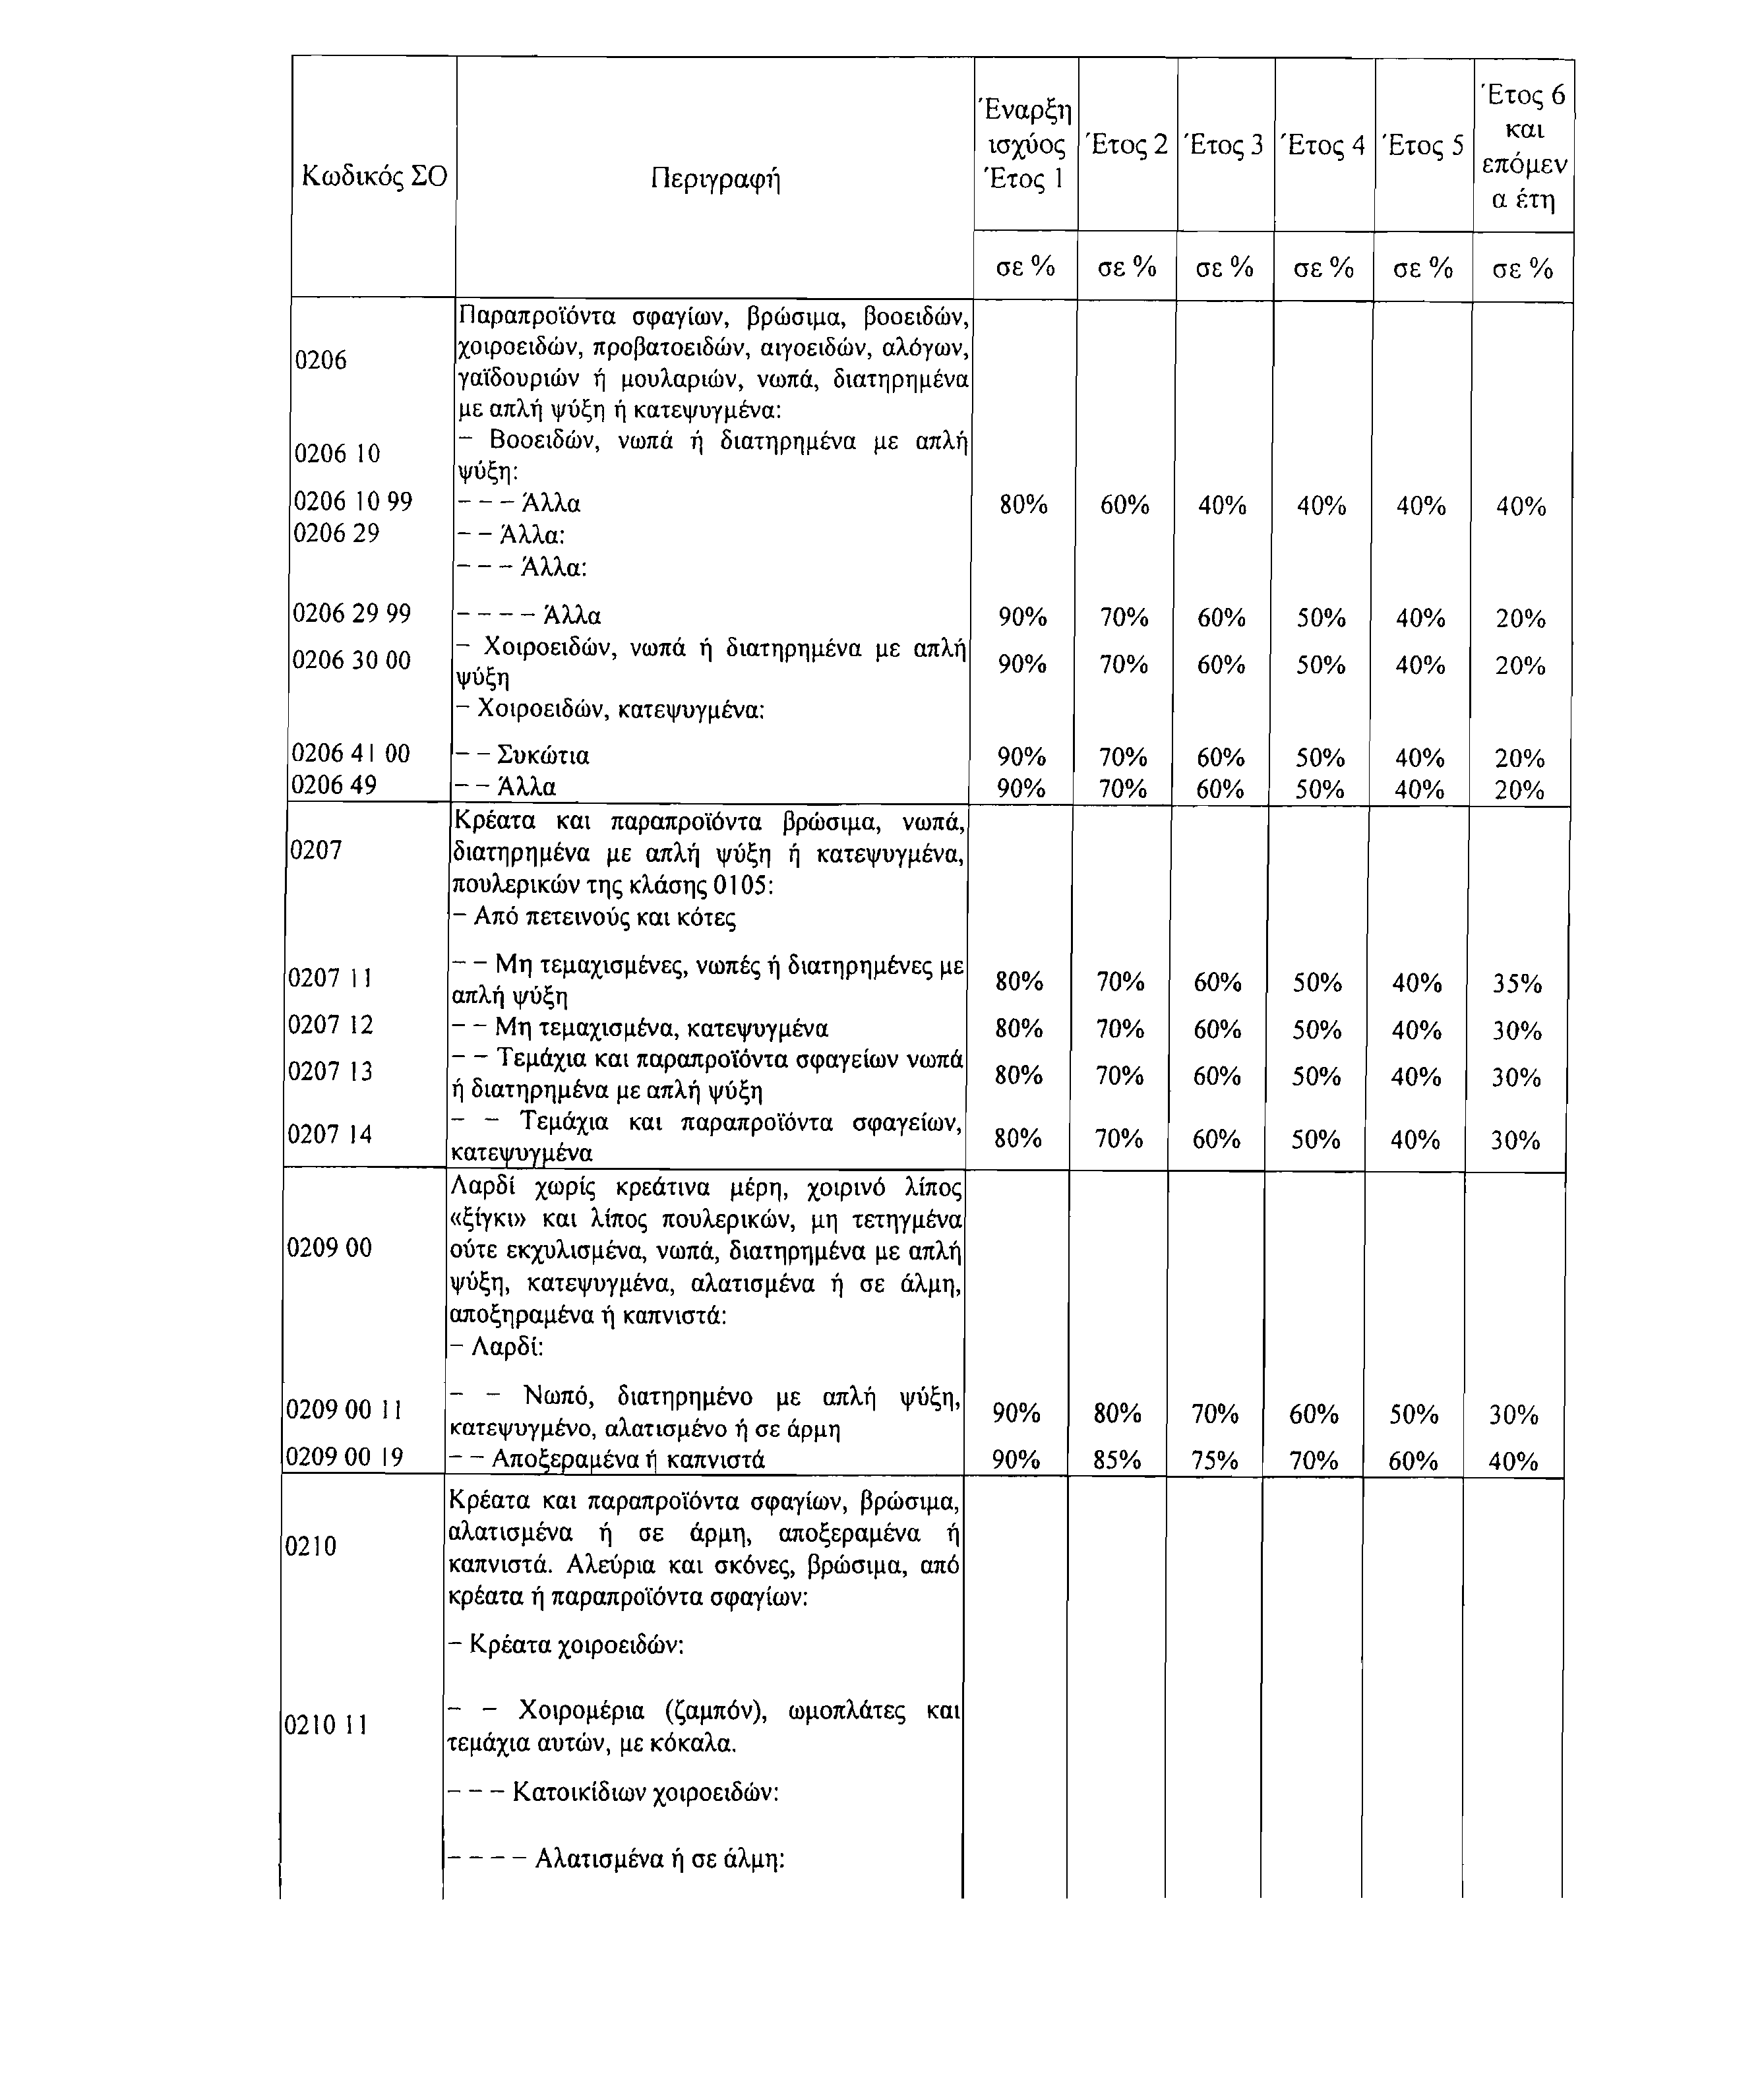 Κωδικός ΣΟ Περιγραφή Έναρξη ισχύος Έτος 1 Έτος 2 Έτος 3 Έτος 4 Έτος 5 Έτος 6 και επόμεν α έτη
σε % σε % σε % σε % σε % σε %
0206 Παραπροϊόντα σφαγίων, βρώσιμα, βοοειδών,
χοιροειδών, προβατοειδών, αιγοειδών, αλόγων,
γαϊδουριών ή μουλαριών, νωπά, διατηρημένα
με απλή ψύξη ή κατεψυγμένα:
0206 10 – Βοοειδών, νωπά ή διατηρημένα με απλή
ψύξη:
0206 10 99 – – – Άλλα 80% 60% 40% 40% 40% 40%
0206 29 – – Άλλα:
– – – Άλλα:
0206 29 99 – – – – Άλλα 90% 70% 60% 50% 40% 20%
0206 30 00 – Χοιροειδών, νωπά ή διατηρημένα με απλή
ψύξη 90% 70% 60% 50% 40% 20%
– Χοιροειδών, κατεψυγμένα:
0206 41 00 – – Συκώτια 90% 70% 60% 50% 40% 20%
0206 49 – – Άλλα 90% 70% 60% 50% 40% 20%
0207 Κρέατα και παραπροϊόντα βρώσιμα, νωπά,
διατηρημένα με απλή ψύξη ή κατεψυγμένα,
πουλερικών της κλάσης 0105:
– Από πετεινούς και κότες
0207 11 – – Μη τεμαχισμένες, νωπές ή διατηρημένες με
απλή ψύξη 80% 70% 60% 50% 40% 35%
0207 12 – – Μη τεμαχισμένα, κατεψυγμένα 80% 70% 60% 50% 40% 30%
0207 13 – – Τεμάχια και παραπροϊόντα σφαγείων νωπά
ή διατηρημένα με απλή ψύξη 80% 70% 60% 50% 40% 30%
0207 14 – – Τεμάχια και παραπροϊόντα σφαγείων,
κατεψυγμένα 80% 70% 60% 50% 40% 30%
0209 00 Λαρδί χωρίς κρεάτινα μέρη, χοιρινό λίπος
«ξίγκι» και λίπος πουλερικών, μη τετηγμένα
ούτε εκχυλισμένα, νωπά, διατηρημένα με απλή
ψύξη, κατεψυγμένα, αλατισμένα ή σε άλμη,
αποξηραμένα ή καπνιστά:
– Λαρδί:
0209 00 11 – – Νωπό, διατηρημένο με απλή ψύξη,
κατεψυγμένο, αλατισμένο ή σε άρμη 90% 80% 70% 60% 50% 30%
0209 00 19 – – Αποξεραμένα ή καπνιστά 90% 85% 75% 70% 60% 40%
0210 Κρέατα και παραπροϊόντα σφαγίων, βρώσιμα,
αλατισμένα ή σε άρμη, αποξεραμένα ή
καπνιστά. Αλεύρια και σκόνες, βρώσιμα, από
κρέατα ή παραπροϊόντα σφαγίων:
– Κρέατα χοιροειδών:
0210 11 – – Χοιρομέρια (ζαμπόν), ωμοπλάτες και
τεμάχια αυτών, με κόκαλα.
– – – Κατοικίδιων χοιροειδών:
– – – – Αλατισμένα ή σε άλμη: